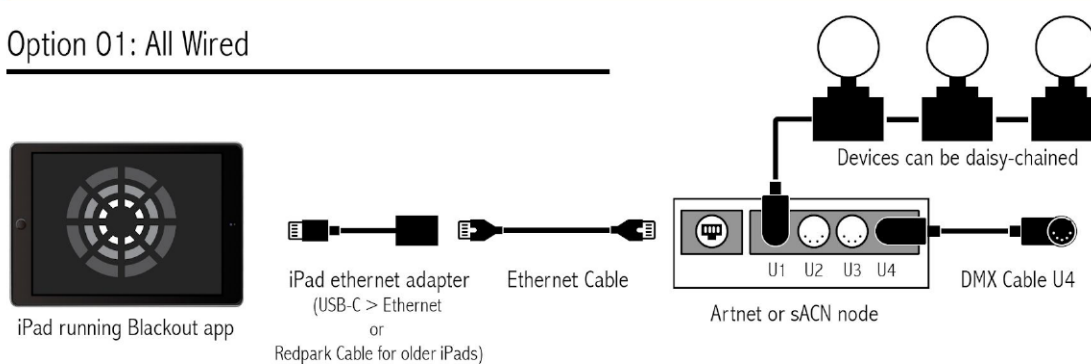 Option 01: All Wired
Devices can be daisy-chained
U1 U2 U3 U4
iPad running Blackout app
iPad ethernet adapter
(USB-C > Ethernet
or
Redpark Cable for older iPads)
Ethernet Cable
Artnet or sACN node
DMX Cable U4